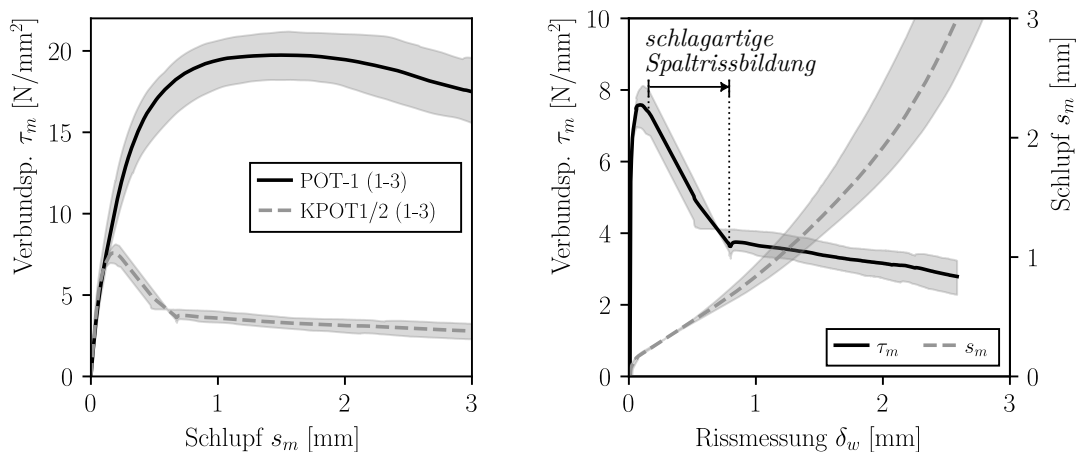 Verbundsp. τm [N/mm²]
20
15
10
5
0
POT-1 (1-3)
KPOT1/2 (1-3)
0 1 2 3
Schlupf sm [mm]
Verbundsp. τm [N/mm²]
10
8
6
4
2
0
schlagartige
Spaltrissbildung
τm sm
3
2
1
0
Schlupf sm [mm]
0 1 2 3
Rissmessung δw [mm]